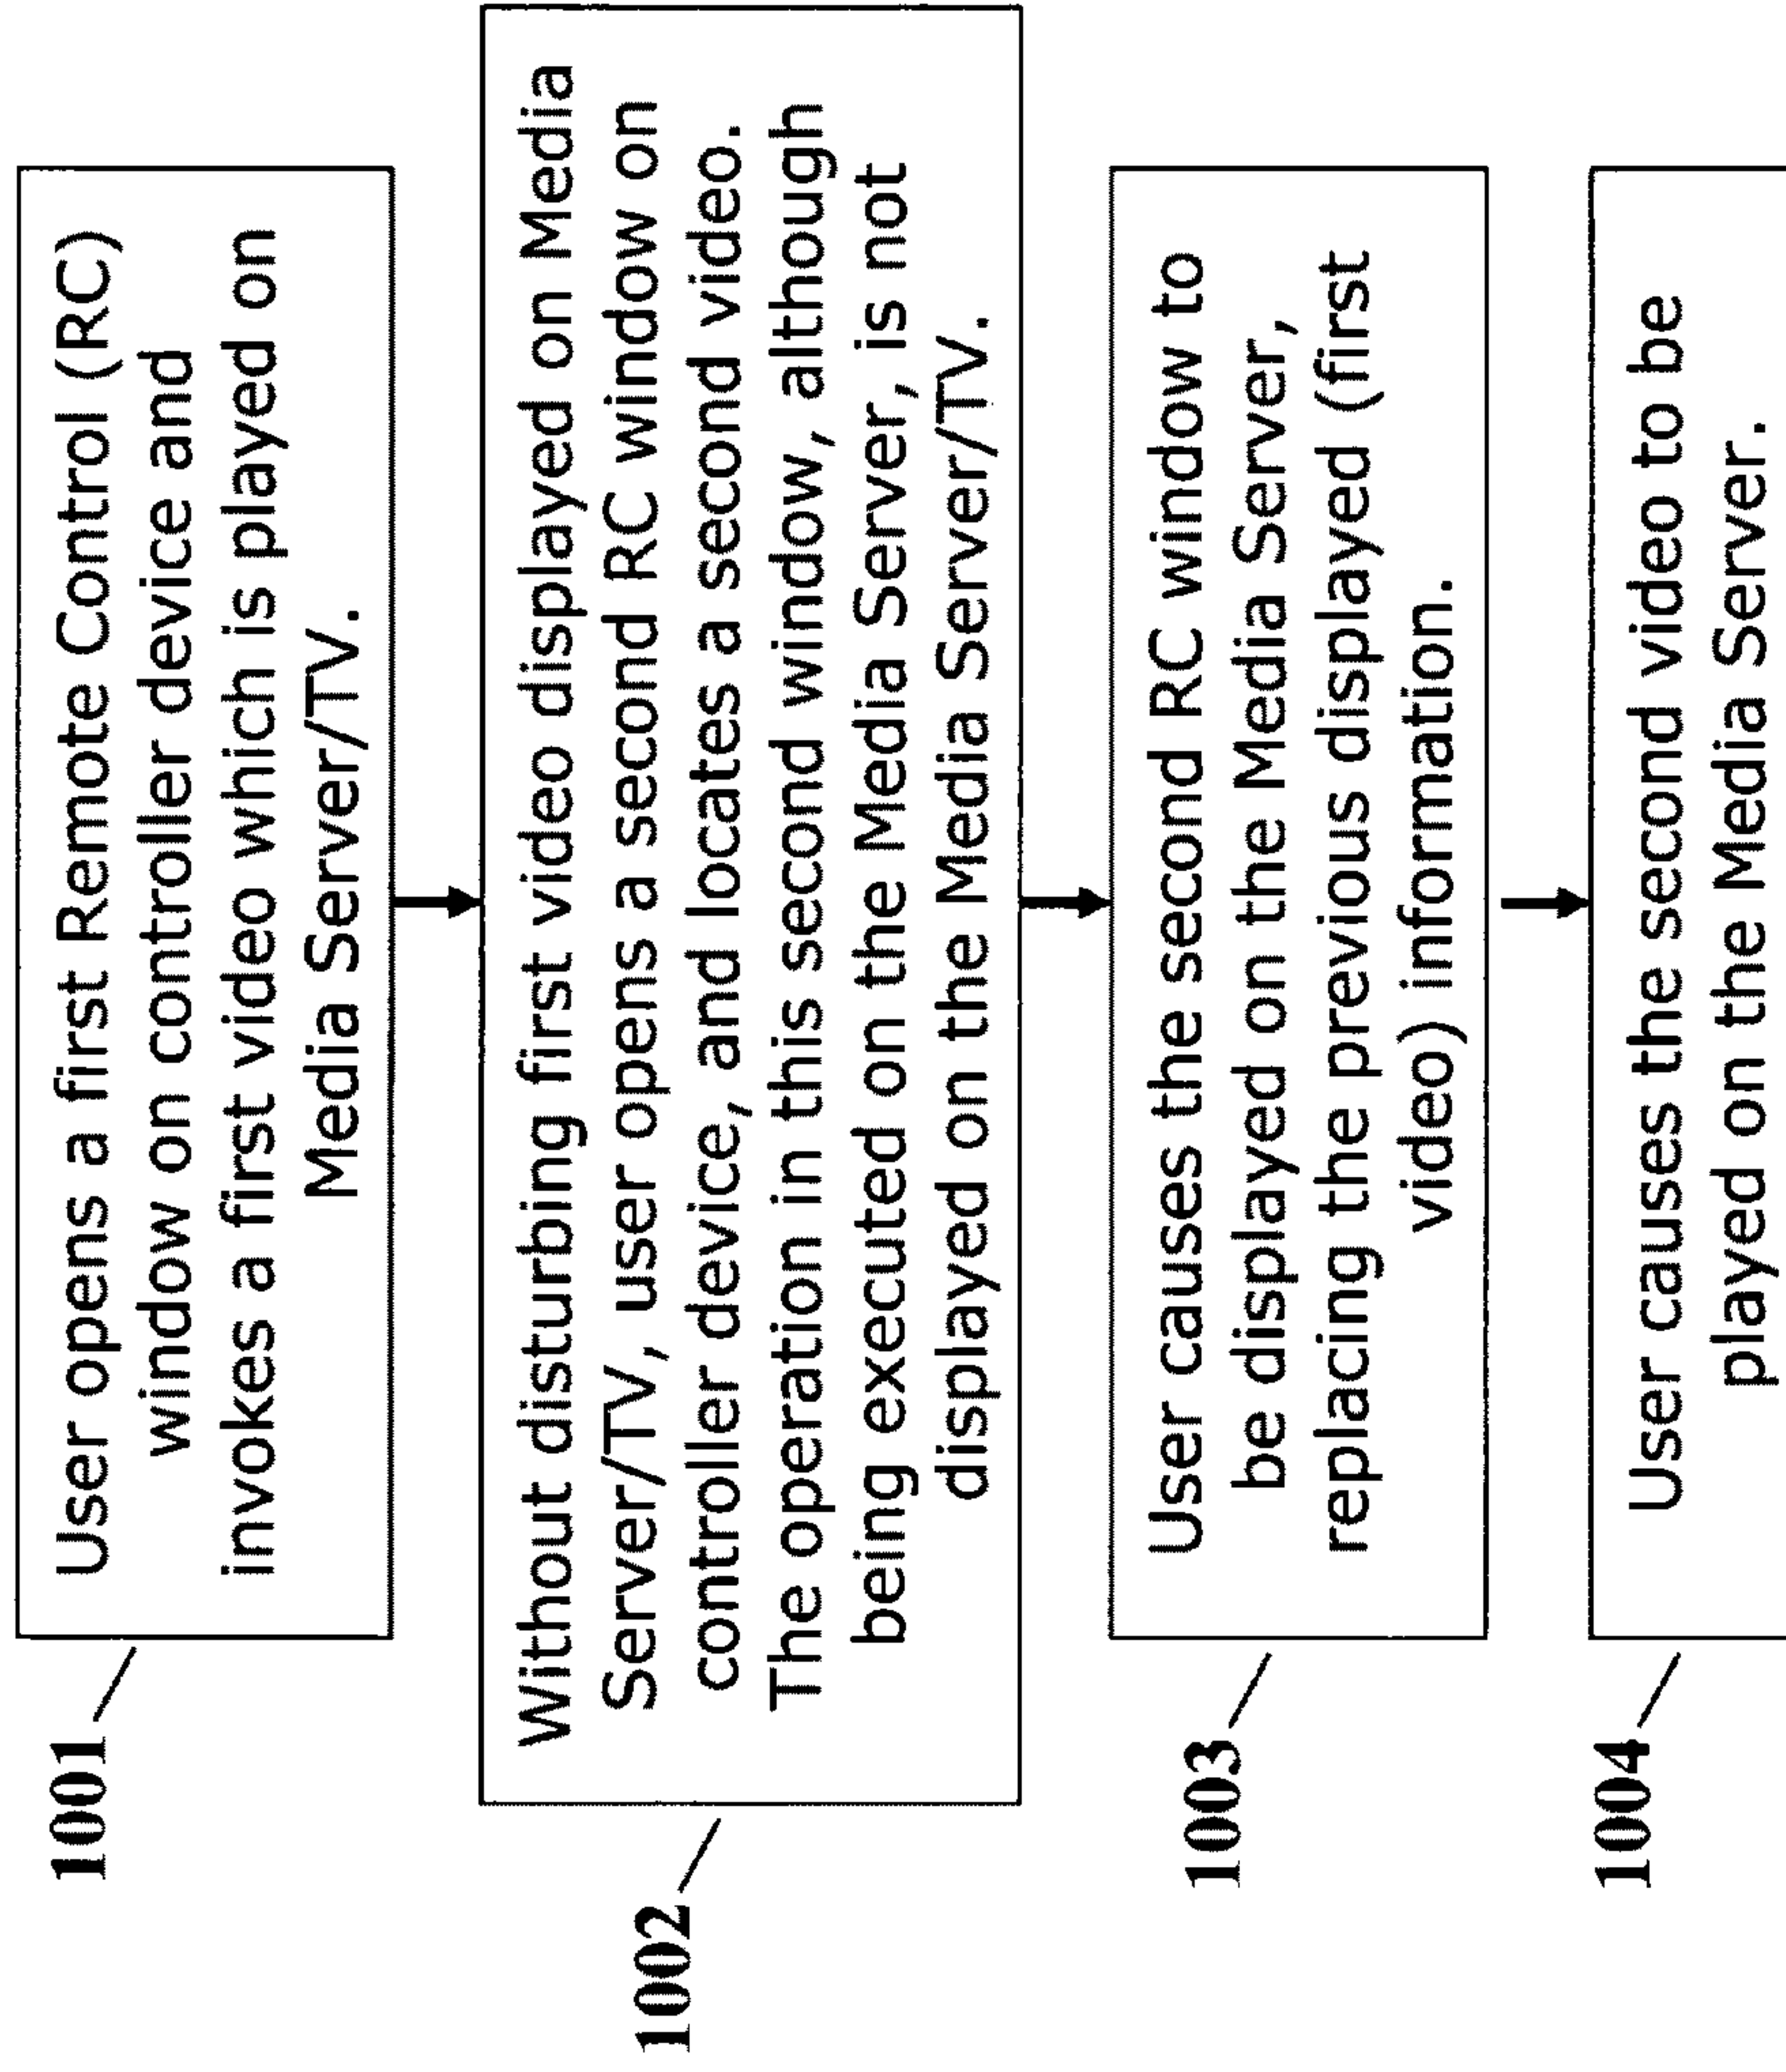 1001
User opens a first Remote Control (RC)
window on controller device and
invokes a first video which is played on
Media Server/TV.
1002
Without disturbing first video displayed on Media
Server/TV, user opens a second RC window on
controller device, and locates a second video.
The operation in this second window, although
being executed on the Media Server, is not
displayed on the Media Server/TV.
1003
User causes the second RC window to
be displayed on the Media Server,
replacing the previous displayed (first
video) information.
1004
User causes the second video to be
played on the Media Server.